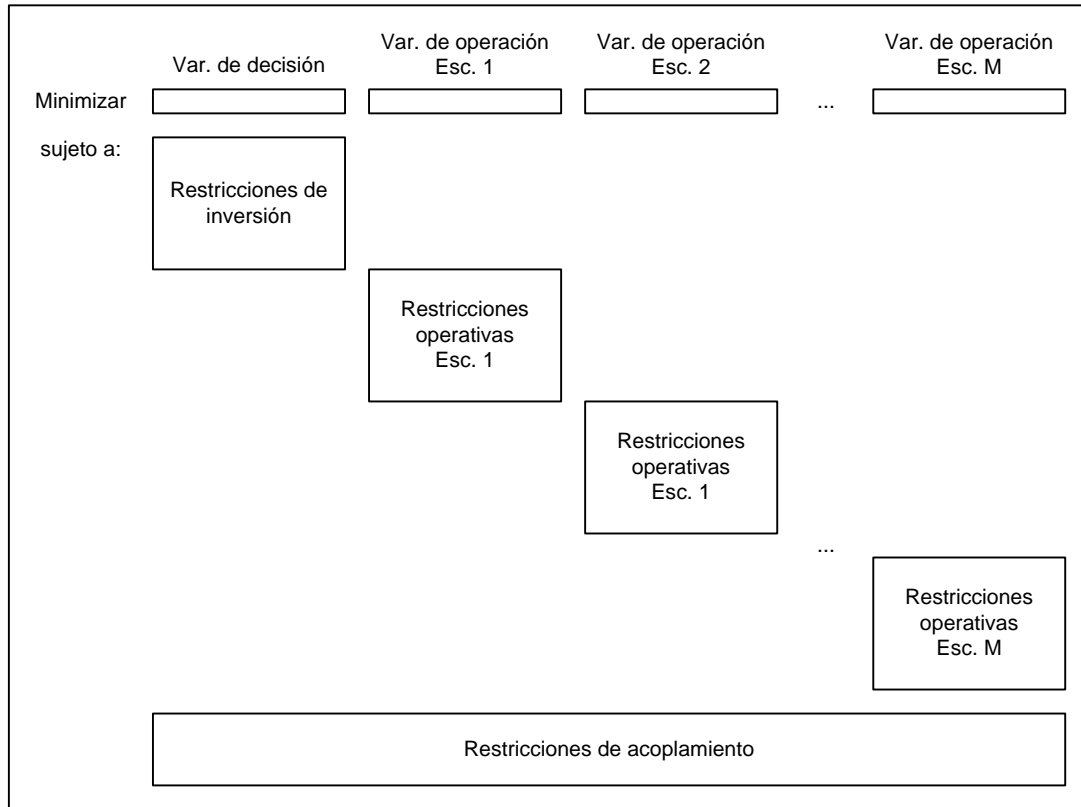 Var. de decisión
Var. de operación
Esc. 1
Var. de operación
Esc. 2
Var. de operación
Esc. M
Minimizar
...
sujeto a:
Restricciones de
inversión
Restricciones
operativas
Esc. 1
Restricciones
operativas
Esc. 1
...
Restricciones
operativas
Esc. M
Restricciones de acoplamiento